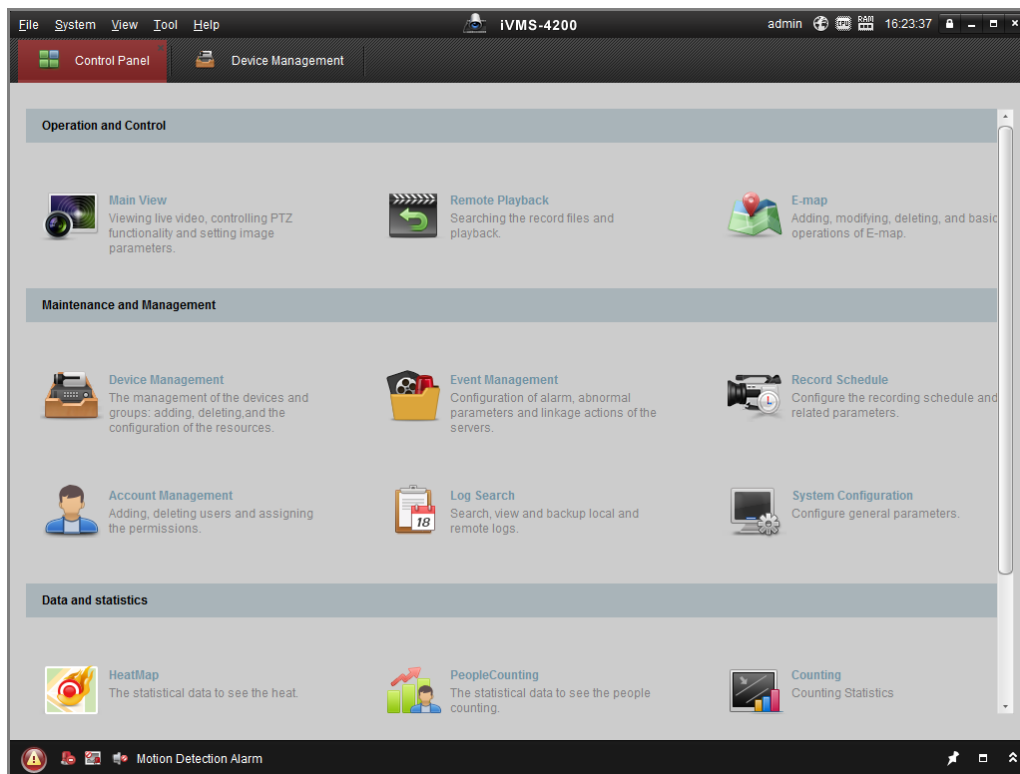 File System View Tool Help iVMS-4200 admin CPU RAM 16:23:37
Control Panel Device Management
Operation and Control
Main View
Viewing live video, controlling PTZ
functionality and setting image
parameters.
Remote Playback
Searching the record files and
playback.
E-map
Adding, modifying, deleting, and basic
operations of E-map.
Maintenance and Management
Device Management
The management of the devices and
groups: adding, deleting,and the
configuration of the resources.
Event Management
Configuration of alarm, abnormal
parameters and linkage actions of the
servers.
Record Schedule
Configure the recording schedule and
related parameters.
Account Management
Adding, deleting users and assigning
the permissions.
18
Log Search
Search, view and backup local and
remote logs.
System Configuration
Configure general parameters.
Data and statistics
HeatMap
The statistical data to see the heat.
PeopleCounting
The statistical data to see the people
counting.
Counting
Counting Statistics
Motion Detection Alarm